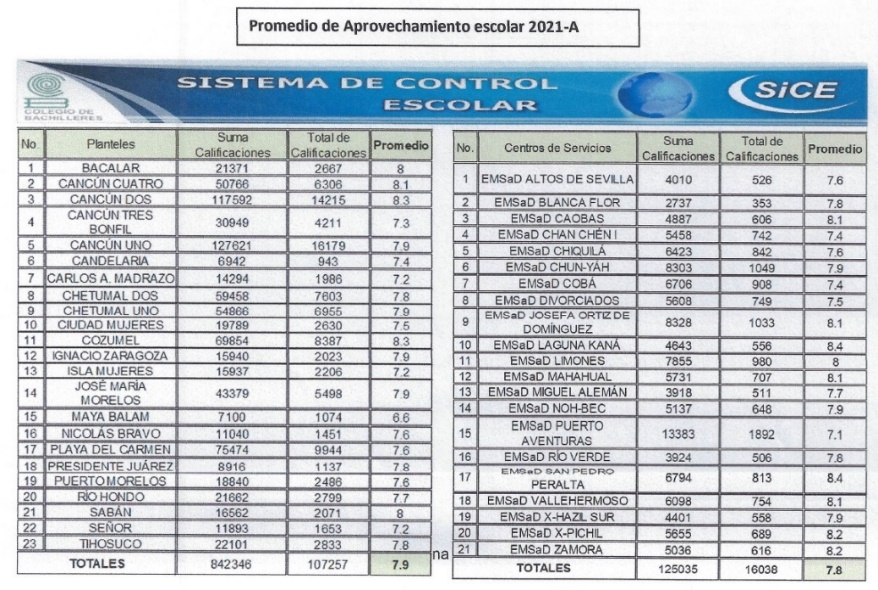 Promedio de Aprovechamiento escolar 2021-A
SISTEMA DE CONTROL
ESCOLAR
SiCE
COLEGIO DE
BACHILLERES
No. Planteles Suma Calificaciones Total de Calificaciones Promedio
1 BACALAR 21371 2667 8
2 CANCÚN CUATRO 50766 6306 8.1
3 CANCÚN DOS 117592 14215 8.3
4 CANCÚN TRES BONFIL 30949 4211 7.3
5 CANCÚN UNO 127621 16179 7.9
6 CANDELARIA 6942 943 7.4
7 CARLOS A. MADRAZO 14294 1986 7.2
8 CHETUMAL DOS 59458 7603 7.8
9 CHETUMAL UNO 54866 6955 7.9
10 CIUDAD MUJERES 19789 2630 7.5
11 COZUMEL 69854 8387 8.3
12 IGNACIO ZARAGOZA 15940 2023 7.9
13 ISLA MUJERES 15937 2206 7.2
14 JOSÉ MARÍA MORELOS 43379 5498 7.9
15 MAYA BALAM 7100 1074 6.6
16 NICOLÁS BRAVO 11040 1451 7.6
17 PLAYA DEL CARMEN 75474 9944 7.6
18 PRESIDENTE JUÁREZ 8916 1137 7.8
19 PUERTO MORELOS 18840 2486 7.6
20 RÍO HONDO 21662 2799 7.7
21 SABÁN 16562 2071 8
22 SEÑOR 11893 1653 7.2
23 TIHOSUCO 22101 2833 7.8
TOTALES 842346 107257 7.9
na
No. Centros de Servicios Suma Calificaciones Total de Calificaciones Promedio
1 EMSaD ALTOS DE SEVILLA 4010 526 7.6
2 EMSaD BLANCA FLOR 2737 353 7.8
3 EMSaD CAOBAS 4887 606 8.1
4 EMSaD CHAN CHÉN I 5458 742 7.4
5 EMSaD CHIQUILÁ 6423 842 7.6
6 EMSaD CHUN-YÁH 8303 1049 7.9
7 EMSaD COBÁ 6706 908 7.4
8 EMSaD DIVORCIADOS 5608 749 7.5
9 EMSaD JOSEFA ORTIZ DE DOMÍNGUEZ 8328 1033 8.1
10 EMSaD LAGUNA KANÁ 4643 556 8.4
11 EMSaD LIMONES 7855 980 8
12 EMSaD MAHAHUAL 5731 707 8.1
13 EMSaD MIGUEL ALEMÁN 3918 511 7.7
14 EMSaD NOH-BEC 5137 648 7.9
15 EMSaD PUERTO AVENTURAS 13383 1892 7.1
16 EMSaD RÍO VERDE 3924 506 7.8
17 EMSaD SAN PEDRO PERALTA 6794 813 8.4
18 EMSaD VALLEHERMOSO 6098 754 8.1
19 EMSaD X-HAZIL SUR 4401 558 7.9
20 EMSaD X-PICHIL 5655 689 8.2
21 EMSaD ZAMORA 5036 616 8.2
TOTALES 125035 16038 7.8